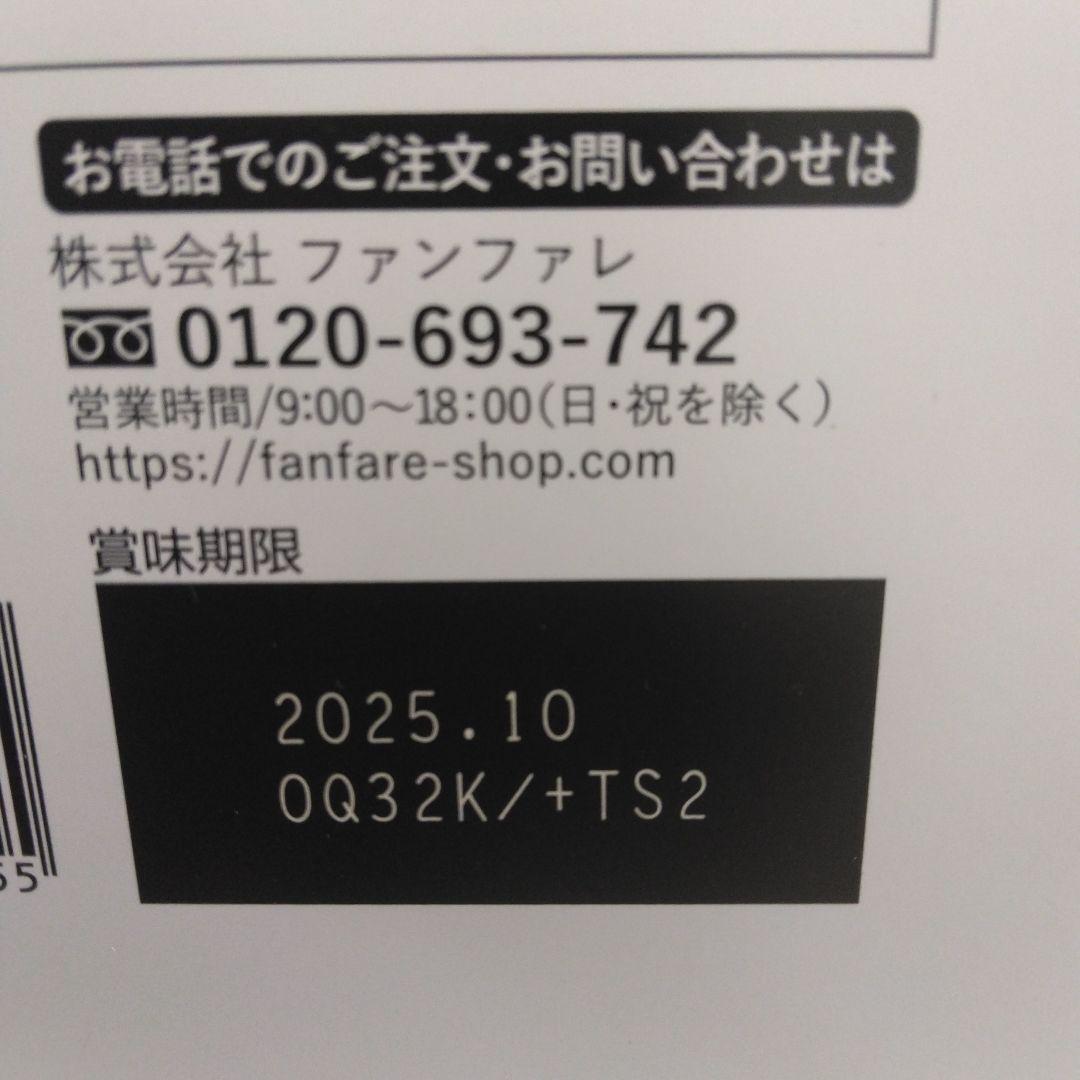 お電話でのご注文・お問い合わせは
株式会社 ファンファレ
0120-693-742
営業時間/9:00～18:00(日・祝を除く)
https://fanfare-shop.com
賞味期限
2025.10
0Q32K/+TS2
55